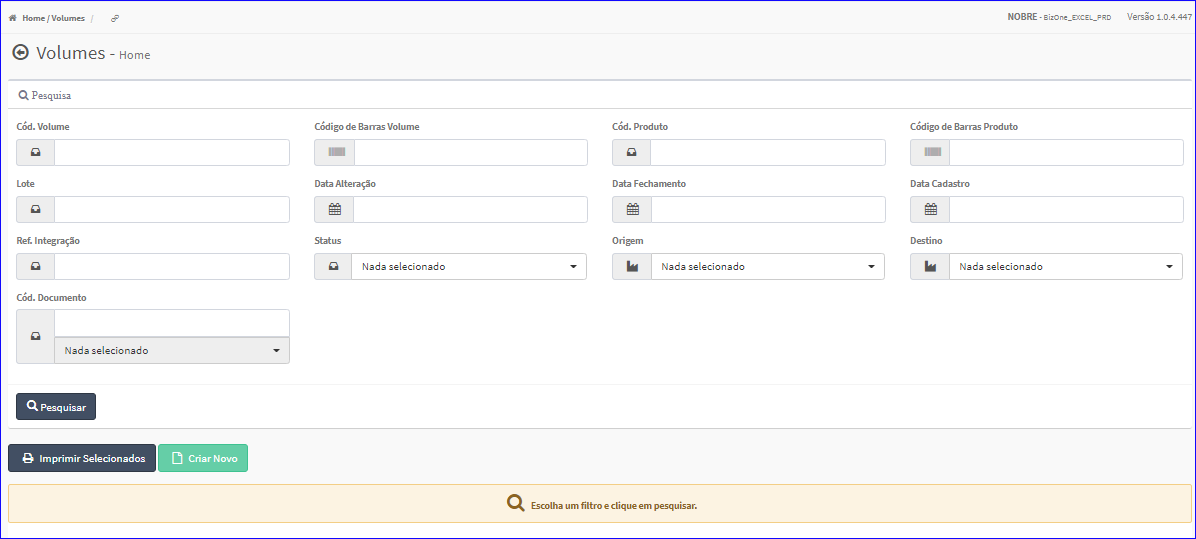 Home / Volumes /
NOBRE - BizOne_EXCEL_PRD Versão 1.0.4.447
Volumes - Home
Pesquisa
Cód. Volume Código de Barras Volume Cód. Produto Código de Barras Produto
Lote Data Alteração Data Fechamento Data Cadastro
Ref. Integração Status Origem Destino
Nada selecionado Nada selecionado Nada selecionado
Cód. Documento
Nada selecionado
Pesquisar
Imprimir Selecionados Criar Novo
Escolha um filtro e clique em pesquisar.